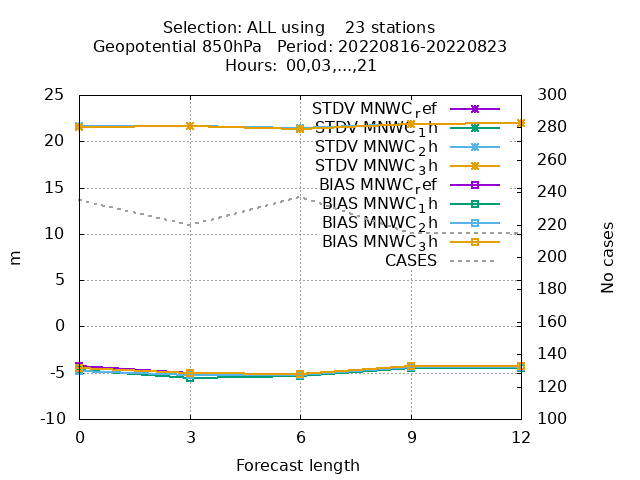 Selection: ALL using 23 stations
Geopotential 850hPa Period: 20220816-20220823
Hours: 00,03,...,21
25 300
20 280
15 260
10 240
5 220
0 200
-5 180
-10 160
140
120
100
m
No cases
STDV MNWC_ref
STDV MNWC_1h
STDV MNWC_2h
STDV MNWC_3h
BIAS MNWC_ref
BIAS MNWC_1h
BIAS MNWC_2h
BIAS MNWC_3h
CASES
0 3 6 9 12
Forecast length